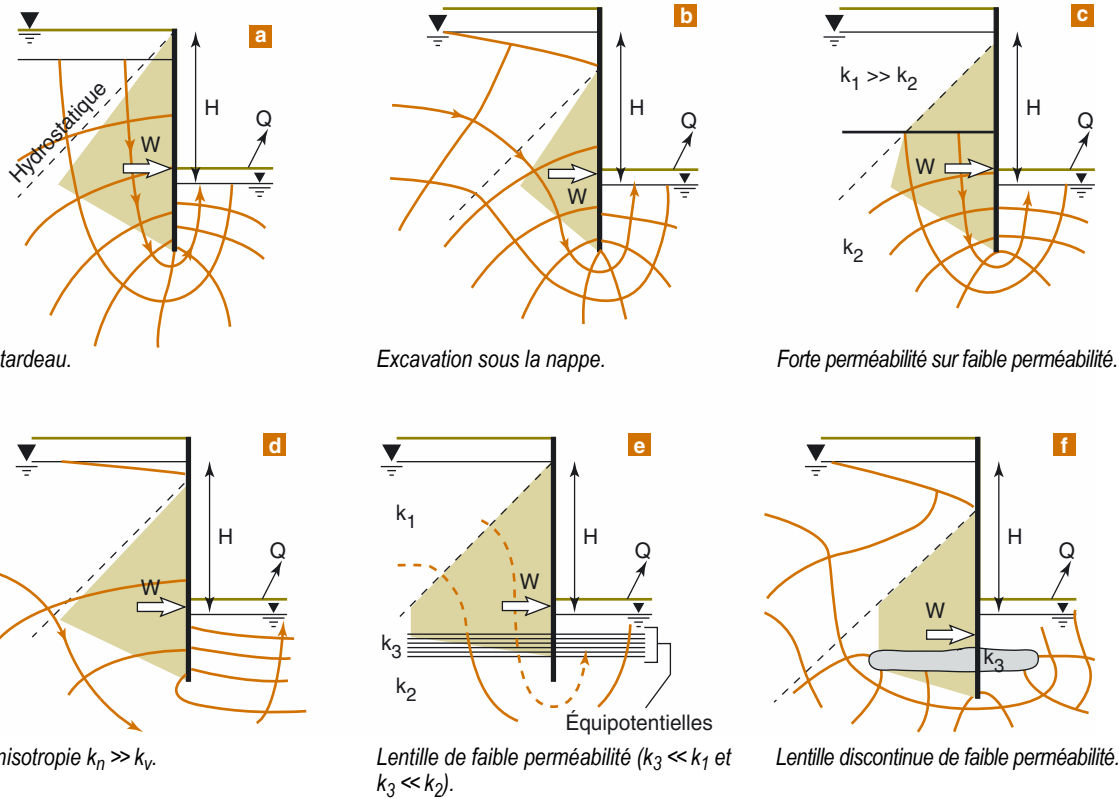 a
Hydrostatique
H
Q
W
tardeau.
b
H
Q
W
Excavation sous la nappe.
c
k1 >> k2
H
Q
W
k2
Forte perméabilité sur faible perméabilité.
d
H
Q
W
nisotropie kn >> kv.
e
k1
H
Q
W
k3
k2
Équipotentielles
Lentille de faible perméabilité (k3 << k1 et
k3 << k2).
f
H
Q
W
k3
Lentille discontinue de faible perméabilité.